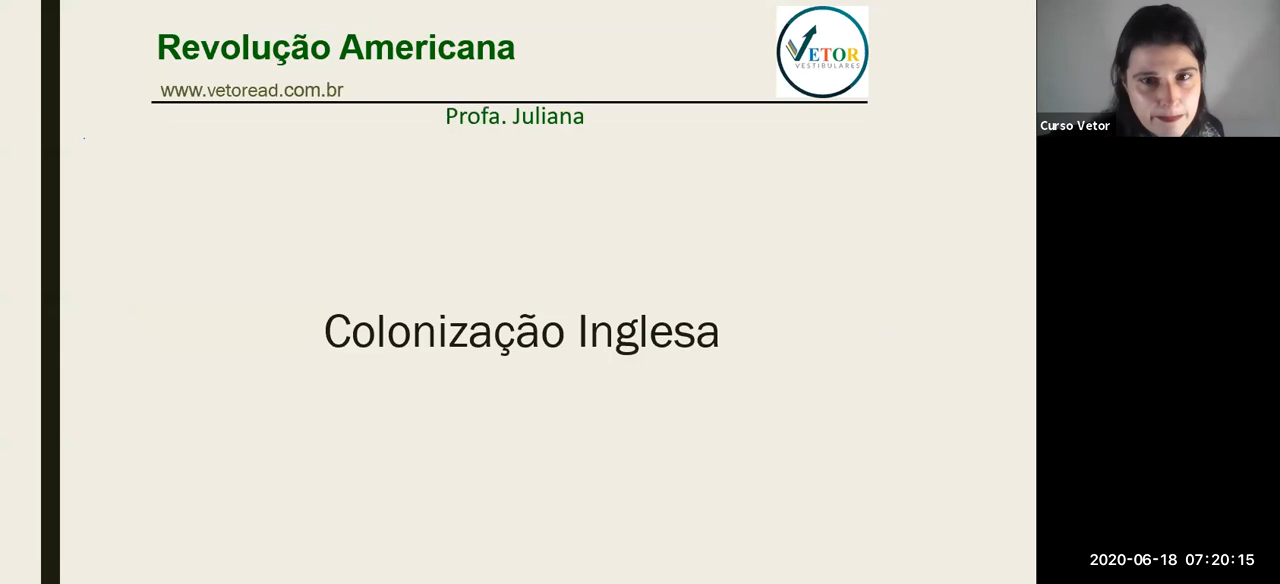 Revolução Americana
www.vetoread.com.br
VETOR
VESTIBULARES
Profa. Juliana
Colonização Inglesa
Curso Vetor
2020-06-18 07:20:15